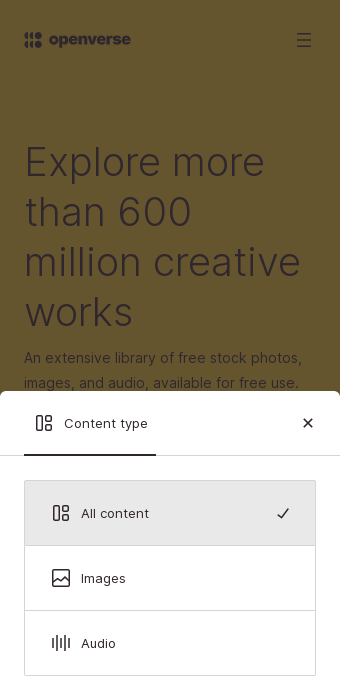 openverse
Explore more
than 600
million creative
works
An extensive library of free stock photos,
images, and audio, available for free use.
Content type
All content
Images
Audio